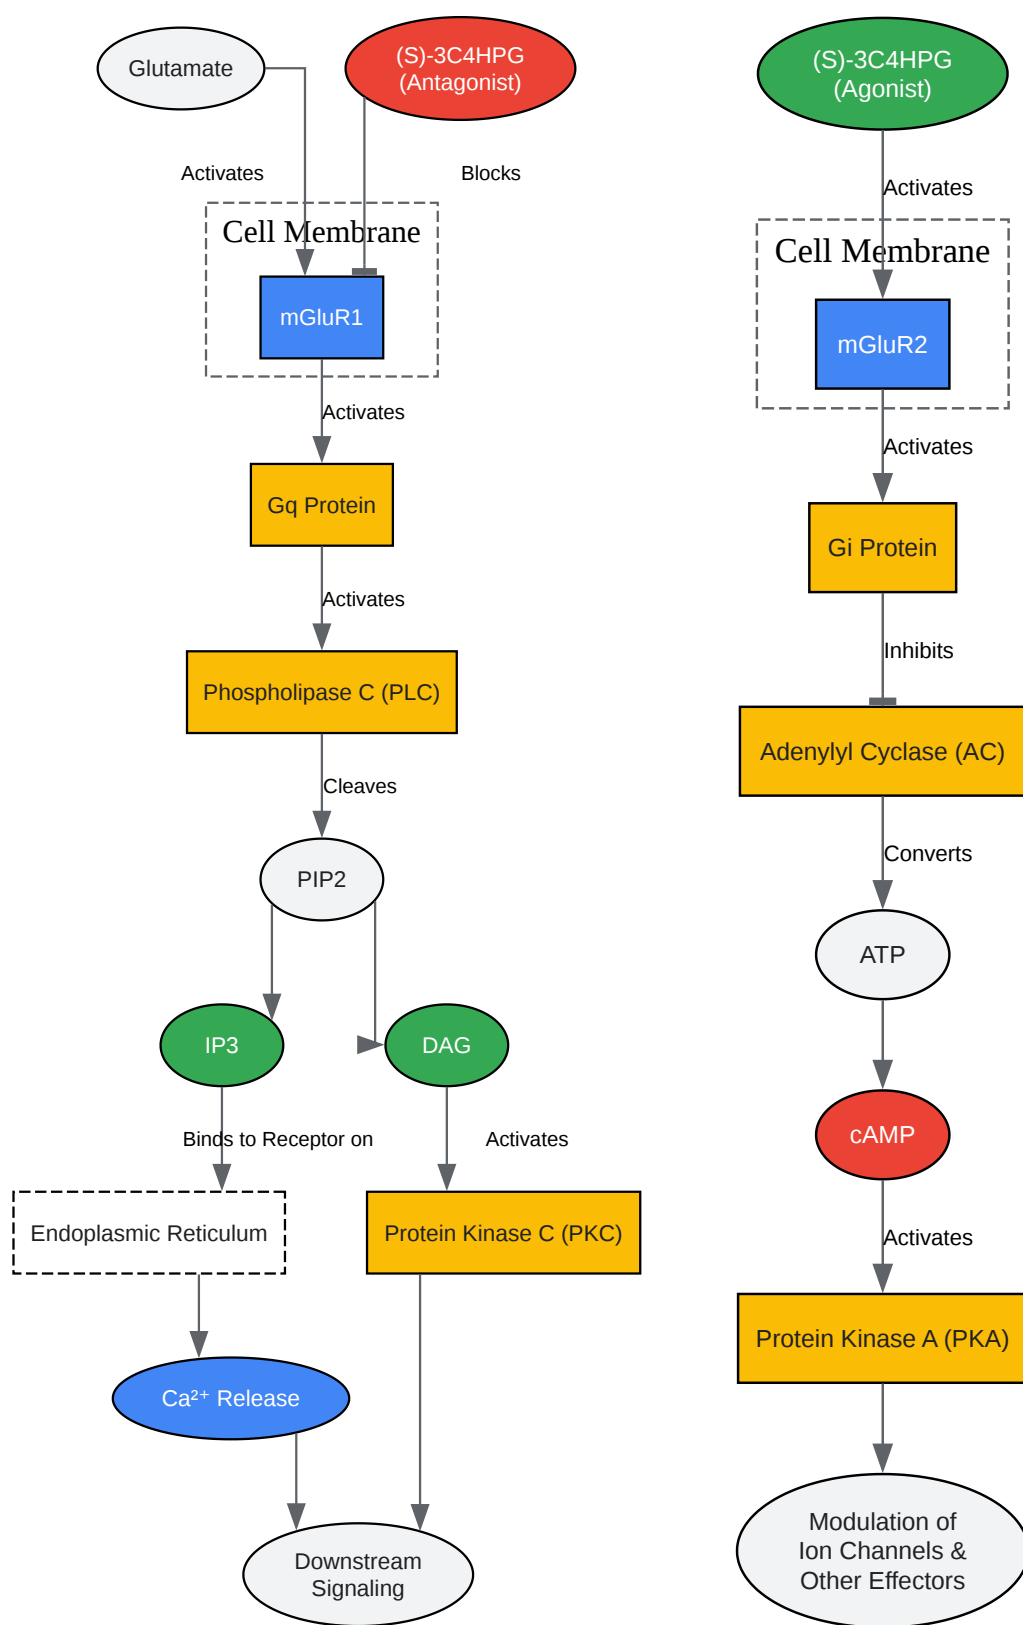 Glutamate
(S)-3C4HPG
(Antagonist)
Activates
Blocks
Cell Membrane
mGluR1
Activates
Gq Protein
Activates
Phospholipase C (PLC)
Cleaves
PIP2
IP3
DAG
Binds to Receptor on
Activates
Endoplasmic Reticulum
Protein Kinase C (PKC)
Ca²⁺ Release
Downstream
Signaling
(S)-3C4HPG
(Agonist)
Activates
Cell Membrane
mGluR2
Activates
Gi Protein
Inhibits
Adenylyl Cyclase (AC)
Converts
ATP
cAMP
Activates
Protein Kinase A (PKA)
Modulation of
Ion Channels &
Other Effectors